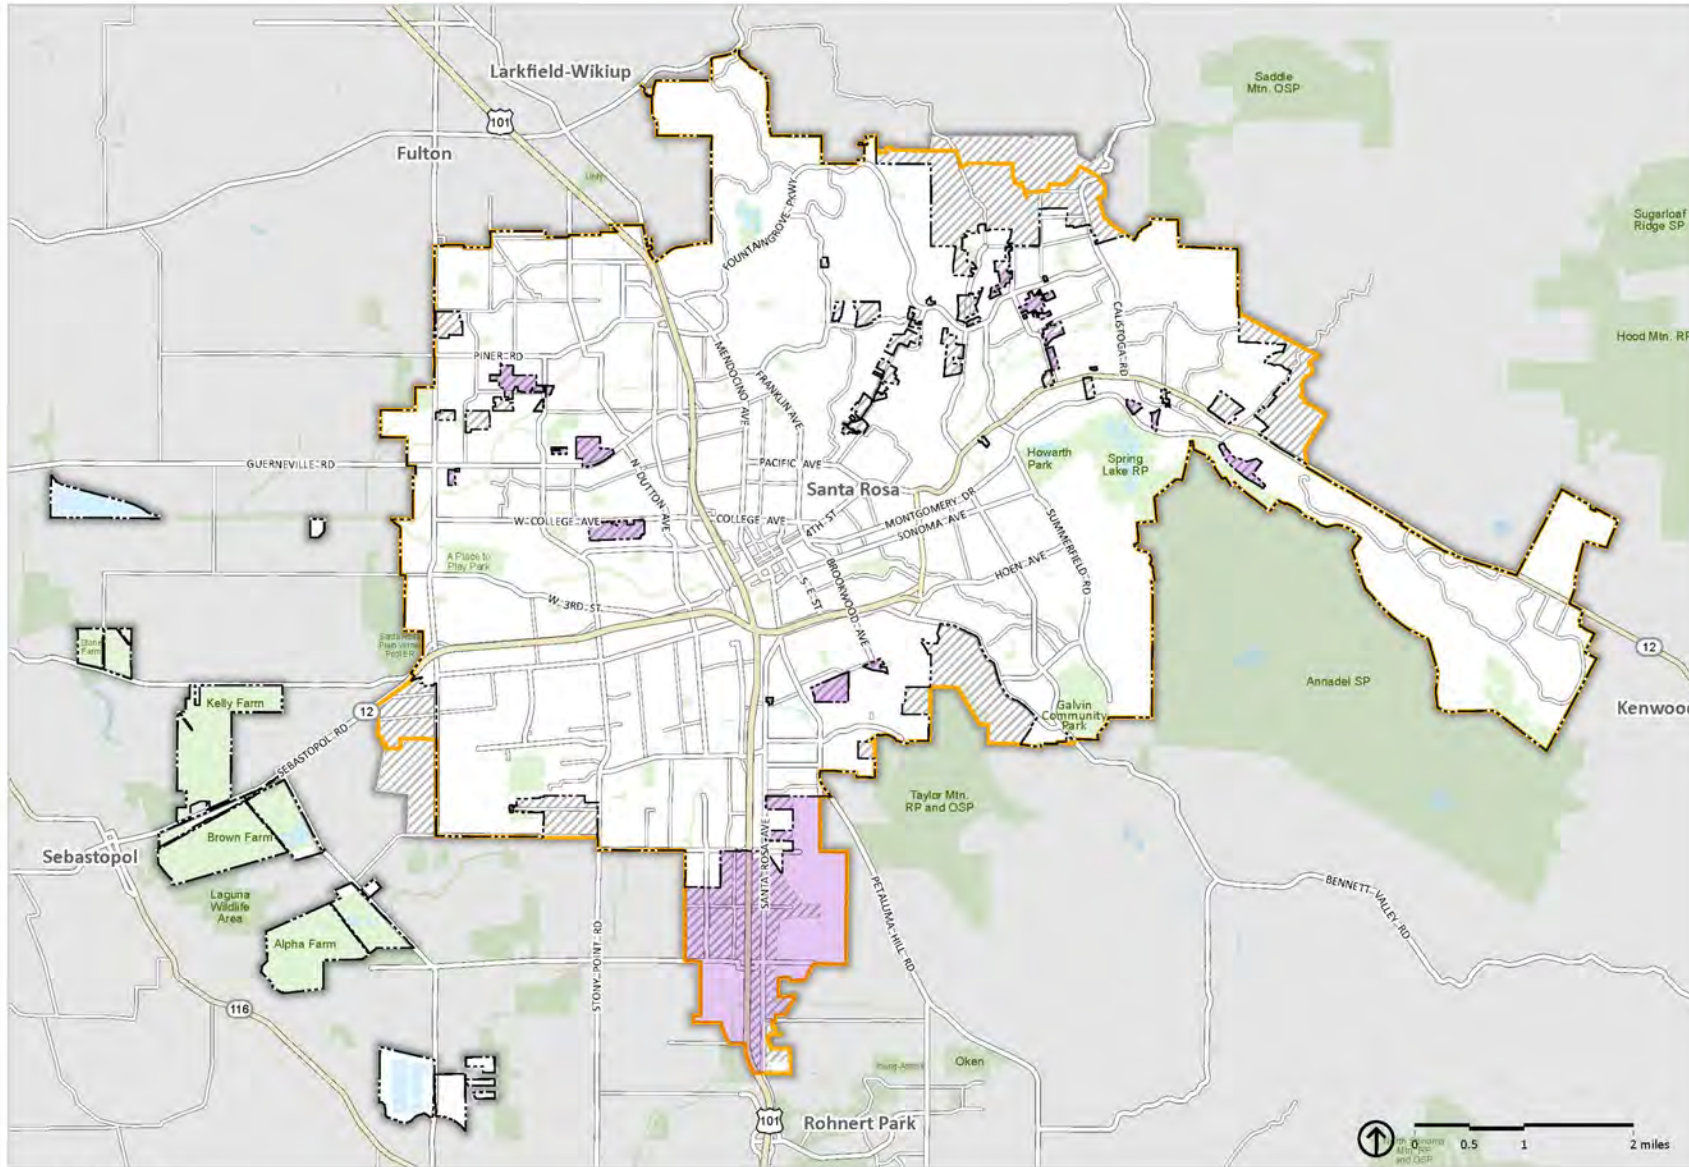 Larkfield-Wikiup
Saddle
Mtn. OSP
101
Fulton
Sugarloaf
Ridge SP
FOUNTAINGROVE PKWY
CALISTOGA RD
Hood Mtn. RP
PINER RD
MENDOCINO AVE
FRANKLIN AVE
GUERNEVILLE RD
N DUTTON AVE
PACIFIC AVE
Howarth
Park
Spring
Lake RP
Santa Rosa
W COLLEGE AVE
COLLEGE AVE
4TH ST
MONTGOMERY DR
SONOMA AVE
SUMMERFIELD RD
A Place to
Play Park
HOEN AVE
BROOKWOOD AVE
S E ST
W 3RD ST
12
Kelly Farm
12
SEBASTOPOL RD
Annadel SP
Galvin
Community
Park
Kenwood
Taylor Mtn.
RP and OSP
Brown Farm
Sebastopol
SANTA ROSA AVE
Laguna
Wildlife
Area
PETALUMA HILL RD
BENNETT VALLEY RD
STONY POINT RD
Alpha Farm
116
Oken
101
Rohnert Park
0 0.5 1 2 miles